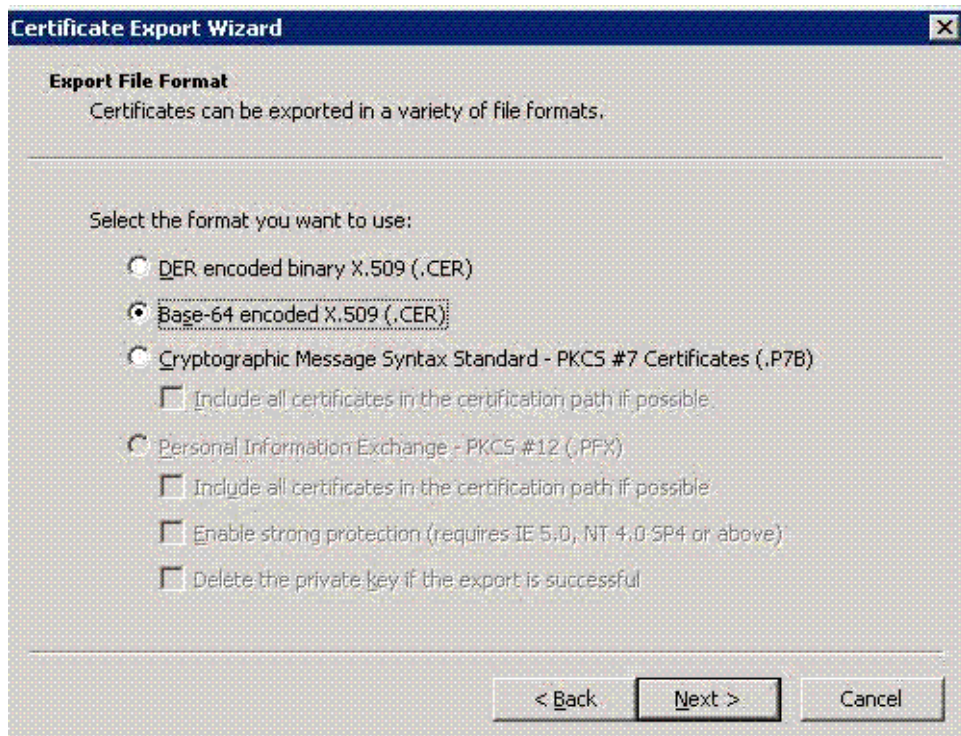 Certificate Export Wizard
Export File Format
Certificates can be exported in a variety of file formats.
Select the format you want to use:
DER encoded binary X.509 (.CER)
Base-64 encoded X.509 (.CER)
Cryptographic Message Syntax Standard - PKCS #7 Certificates (.P7B)
Include all certificates in the certification path if possible
Personal Information Exchange - PKCS #12 (.PFX)
Include all certificates in the certification path if possible
Enable strong protection (requires IE 5.0, NT 4.0 SP4 or above)
Delete the private key if the export is successful
< Back Next > Cancel